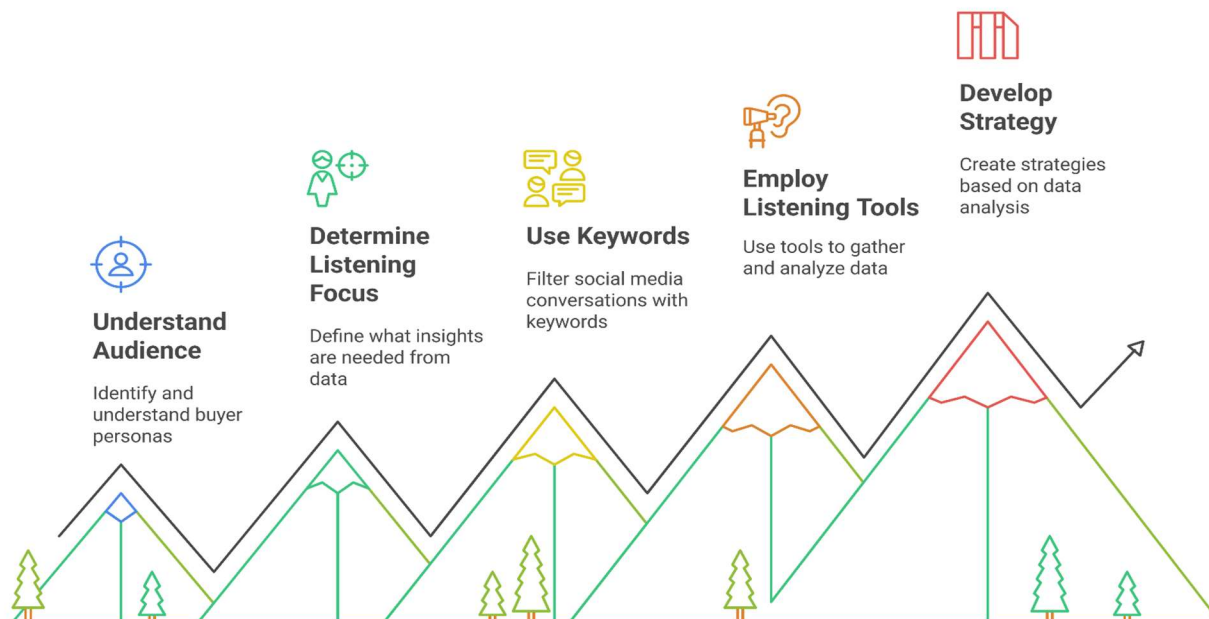 Understand
Audience
Identify and
understand buyer
personas
Determine
Listening
Focus
Define what insights
are needed from
data
Use Keywords
Filter social media
conversations with
keywords
Employ
Listening Tools
Use tools to gather
and analyze data
Develop
Strategy
Create strategies
based on data
analysis